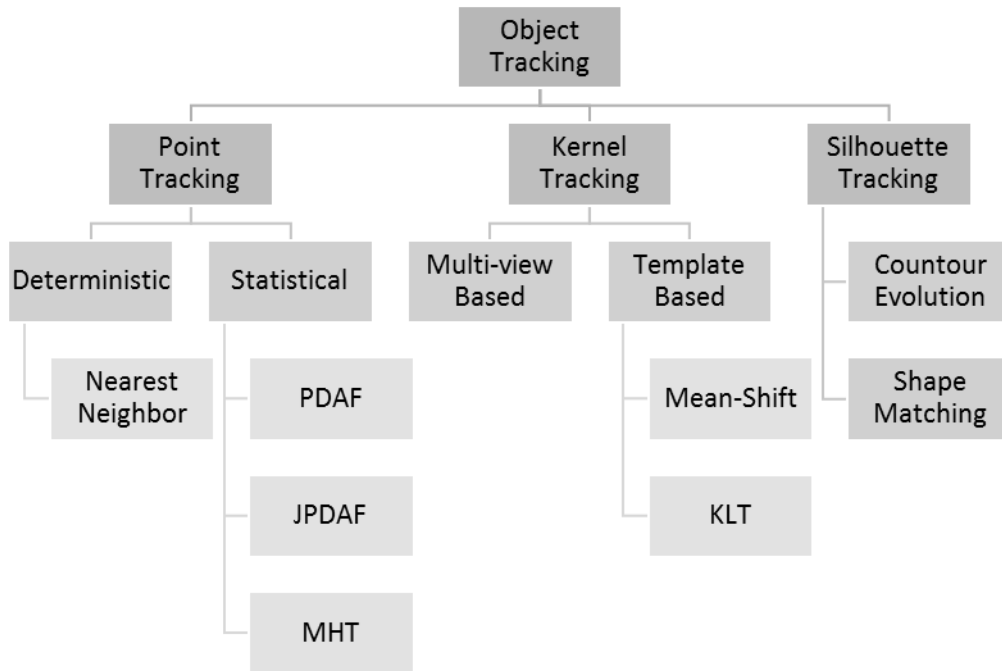 Object
Tracking
Point
Tracking
Kernel
Tracking
Silhouette
Tracking
Deterministic
Statistical
Multi-view
Based
Template
Based
Countour
Evolution
Nearest
Neighbor
PDAF
Mean-Shift
Shape
Matching
JPDAF
KLT
MHT